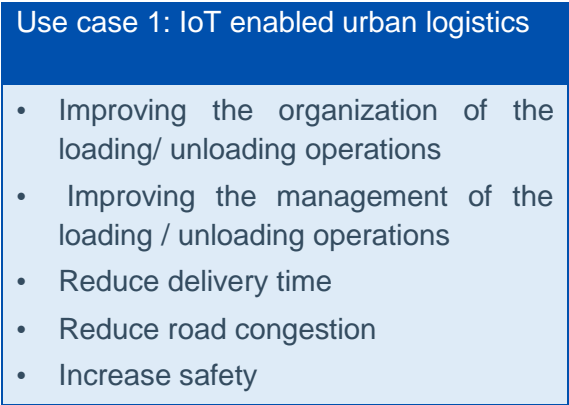 Use case 1: IoT enabled urban logistics
• Improving the organization of the
loading/ unloading operations
• Improving the management of the
loading / unloading operations
• Reduce delivery time
• Reduce road congestion
• Increase safety